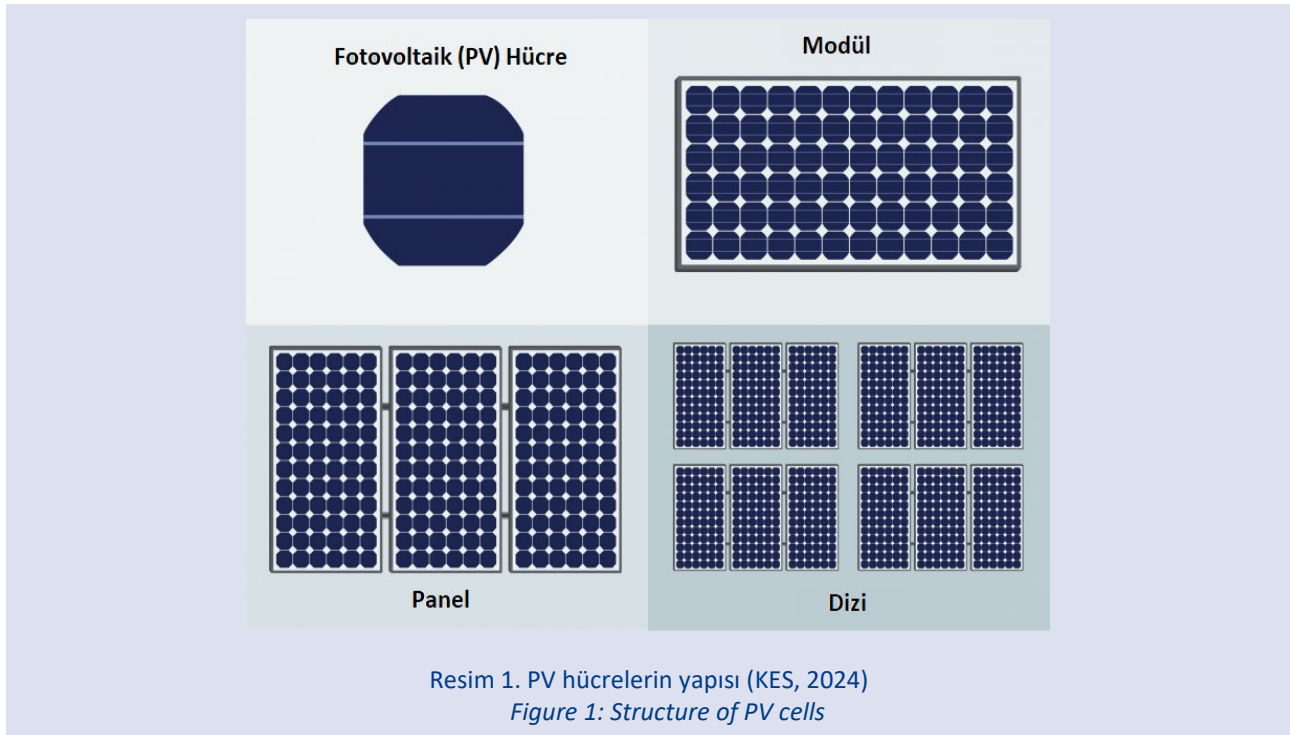 Fotovoltaik (PV) Hücre
Modül
Panel
Dizi
Resim 1. PV hücrelerin yapısı (KES, 2024)
Figure 1: Structure of PV cells